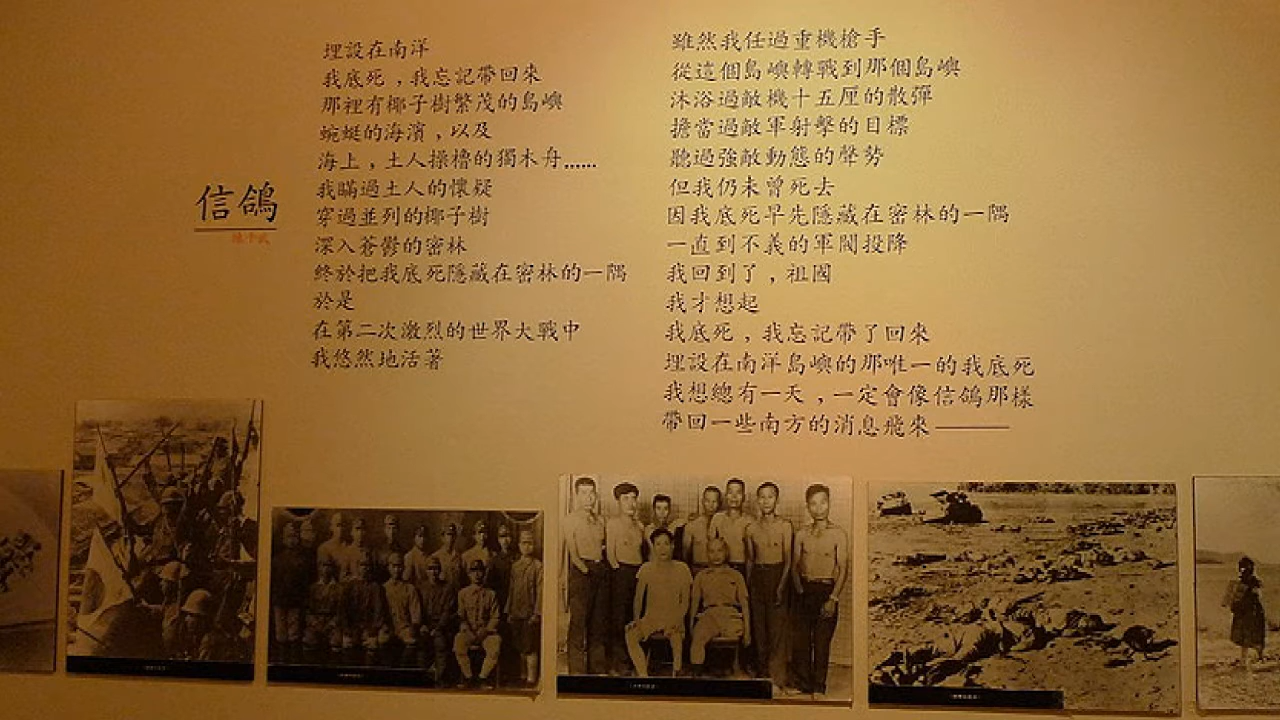 信鴿
陳千武
埋設在南洋
我底死，我忘記帶回來
那裡有椰子樹繁茂的島嶼
蜿蜒的海濱，以及
海上，土人操櫓的獨木舟……
我瞞過土人的懷疑
穿過並列的椰子樹
深入蒼鬱的密林
終於把我底死隱藏在密林的一隅
於是
在第二次激烈的世界大戰中
我悠然地活著
雖然我任過重機槍手
從這個島嶼轉戰到那個島嶼
沐浴過敵機十五厘的散彈
擔當過敵軍射擊的目標
聽過強敵動態的聲勢
但我仍未曾死去
因我底死早先隱藏在密林的一隅
一直到不義的軍閥投降
我回到了，祖國
我才想起
我底死，我忘記帶了回來
埋設在南洋島嶼的那唯一的我底死
我想總有一天，一定會像信鴿那樣
帶回一些南方的消息飛來——